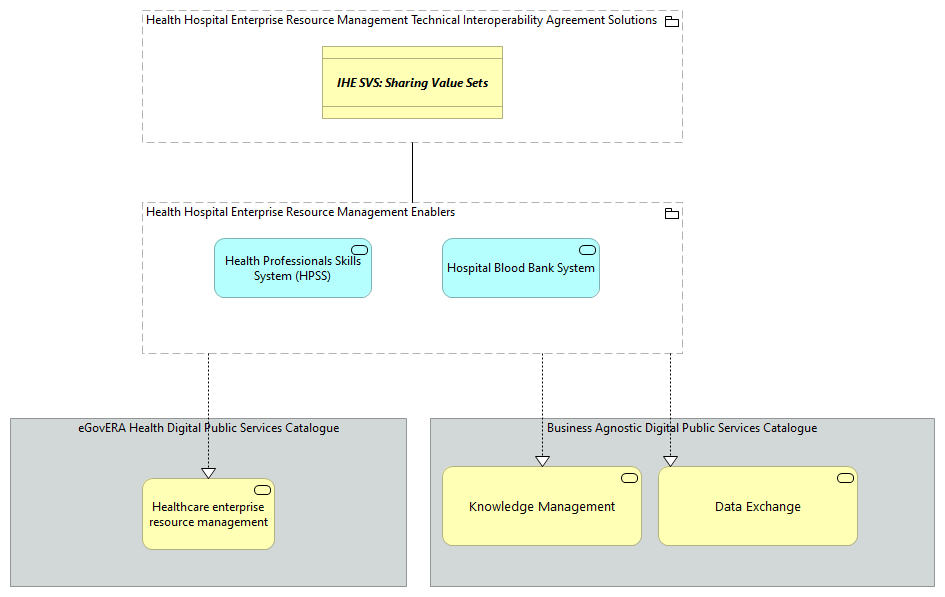 Health Hospital Enterprise Resource Management Technical Interoperability Agreement Solutions
IHE SVS: Sharing Value Sets
Health Hospital Enterprise Resource Management Enablers
Health Professionals Skills
System (HPSS)
Hospital Blood Bank System
eGovERA Health Digital Public Services Catalogue
Healthcare enterprise
resource management
Business Agnostic Digital Public Services Catalogue
Knowledge Management
Data Exchange